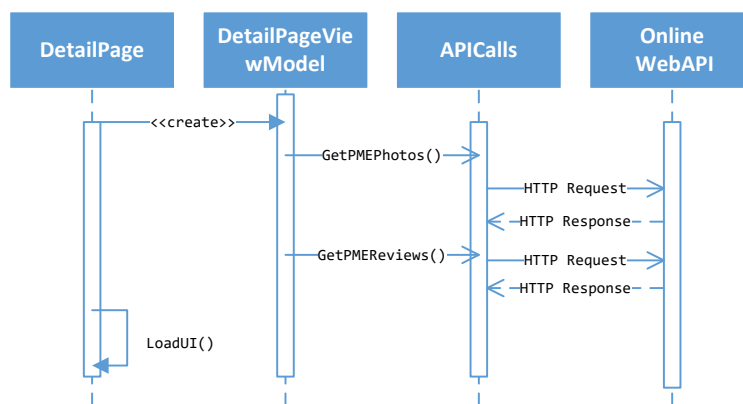 DetailPage
DetailPageVie
wModel
APICalls
Online
WebAPI
<<create>>
GetPMEPhotos()
HTTP Request
HTTP Response
GetPMEReviews()
HTTP Request
HTTP Response
LoadUI()